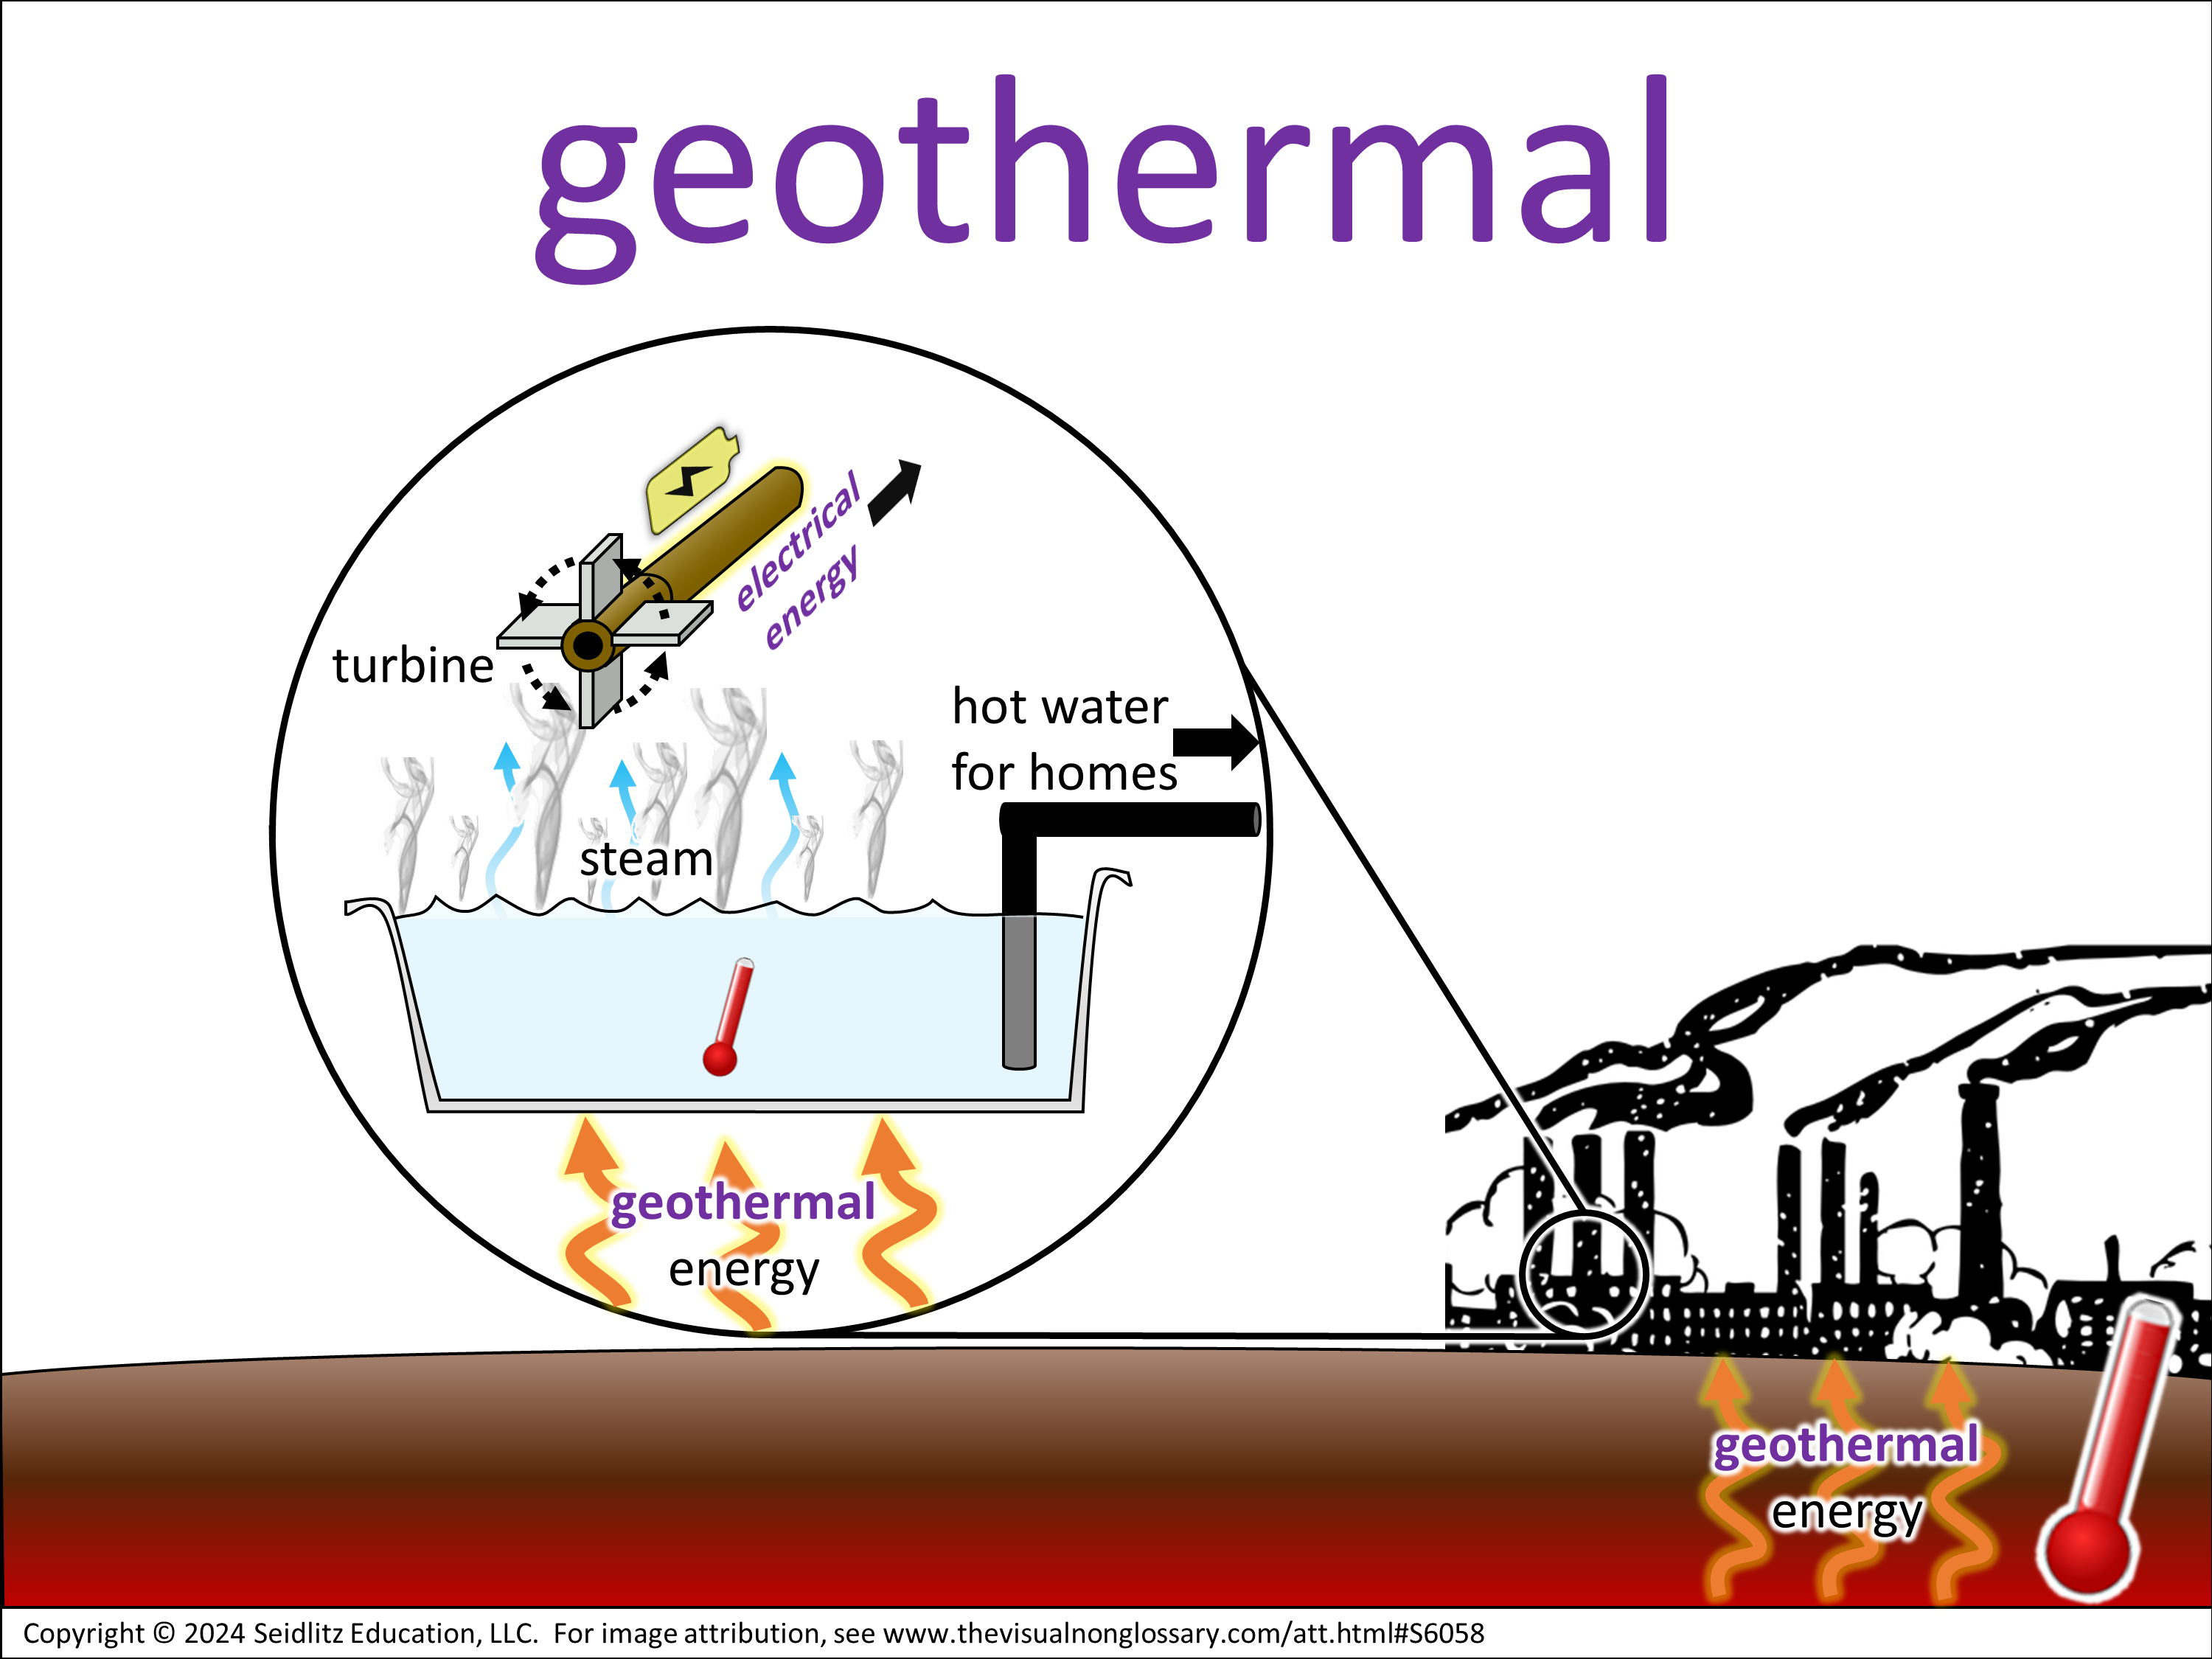 geothermal
electrical
energy
turbine
hot water
for homes
steam
geothermal
energy
geothermal
energy
Copyright © 2024 Seidlitz Education, LLC.  For image attribution, see www.thevisualnonglossary.com/att.html#S6058